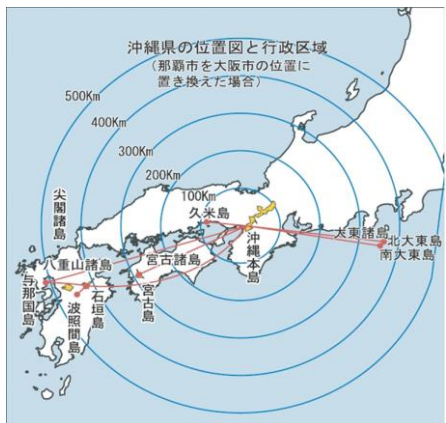 沖縄県の位置図と行政区域
(那覇市を大阪市の位置に
置き換えた場合)
500Km
400Km
300Km
200Km
100Km
久米島
尖閣諸島
沖縄本島
大東諸島
北大東島
南大東島
八重山諸島
宮古諸島
宮古島
石垣島
波照間島
与那国島